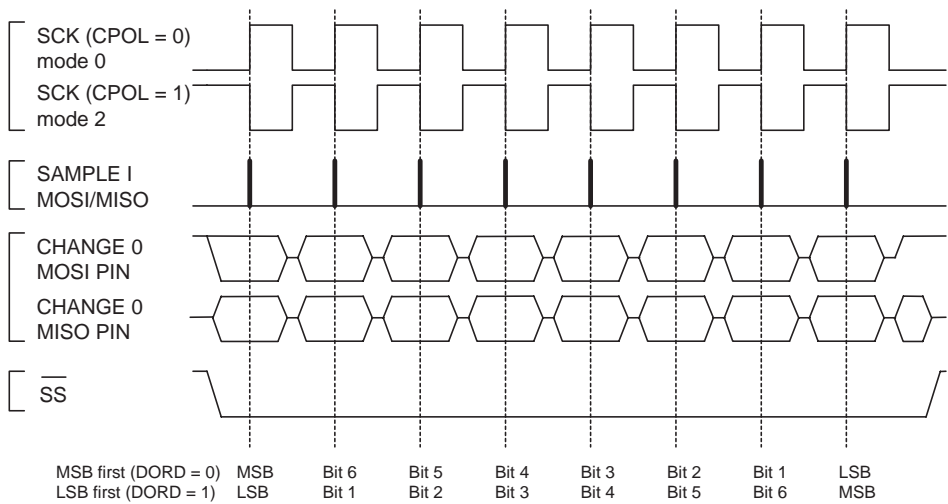 SCK (CPOL = 0)
mode 0
SCK (CPOL = 1)
mode 2
SAMPLE I
MOSI/MISO
CHANGE 0
MOSI PIN
CHANGE 0
MISO PIN
SS
MSB first (DORD = 0) MSB Bit 6 Bit 5 Bit 4 Bit 3 Bit 2 Bit 1 LSB
LSB first (DORD = 1) LSB Bit 1 Bit 2 Bit 3 Bit 4 Bit 5 Bit 6 MSB